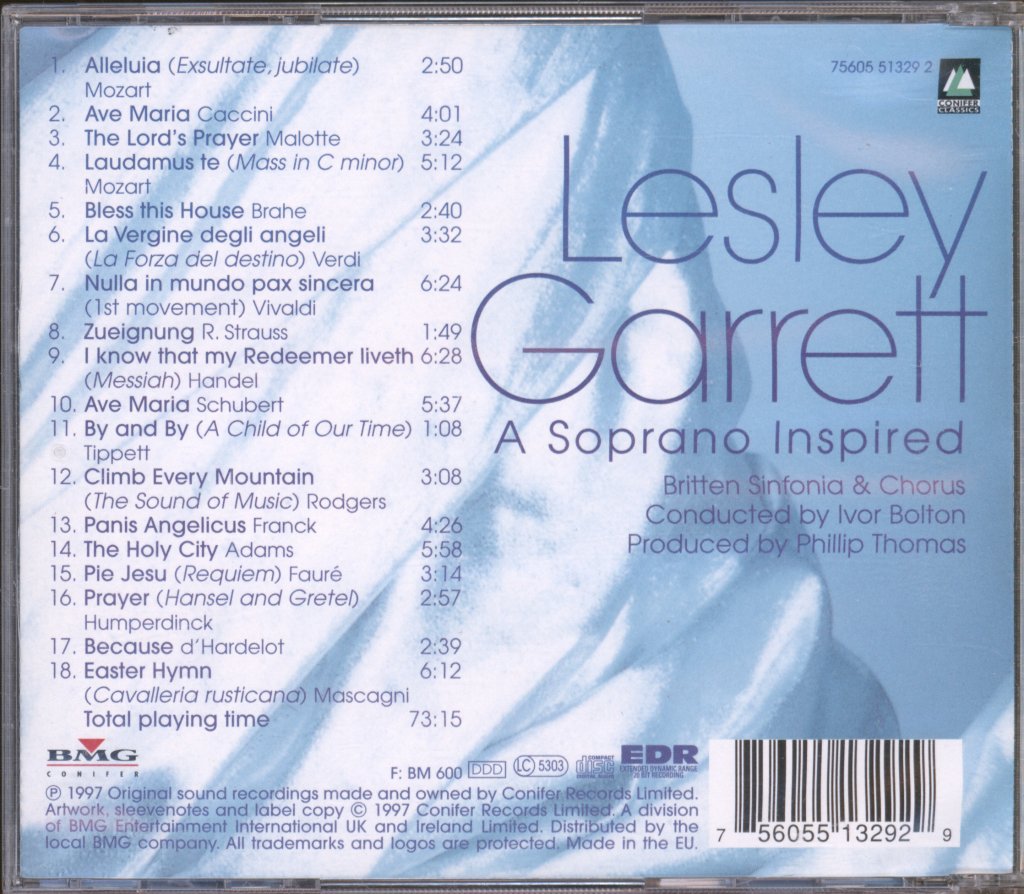 1. Alleluia (Exsultate, jubilate) 2:50
Mozart
2. Ave Maria Caccini 4:01
3. The Lord's Prayer Malotte 3:24
4. Laudamus te (Mass in C minor) 5:12
Mozart
5. Bless this House Brahe 2:40
6. La Vergine degli angeli 3:32
(La Forza del destino) Verdi
7. Nulla in mundo pax sincera 6:24
(1st movement) Vivaldi
8. Zueignung R. Strauss 1:49
9. I know that my Redeemer liveth 6:28
(Messiah) Handel
10. Ave Maria Schubert 5:37
11. By and By (A Child of Our Time) 1:08
Tippett
12. Climb Every Mountain 3:08
(The Sound of Music) Rodgers
13. Panis Angelicus Franck 4:26
14. The Holy City Adams 5:58
15. Pie Jesu (Requiem) Fauré 3:14
16. Prayer (Hansel and Gretel) 2:57
Humperdinck
17. Because d'Hardelot 2:39
18. Easter Hymn 6:12
(Cavalleria rusticana) Mascagni
Total playing time 73:15
75605 51329 2
CONIFER
CLASSICS
Lesley
Garrett
A Soprano Inspired
Britten Sinfonia & Chorus
Conducted by Ivor Bolton
Produced by Phillip Thomas
BMG
CONIFER
F: BM 600 DDD LC 5303
COMPACT
disc
DIGITAL AUDIO
EDR
EXTENDED DYNAMIC RANGE
20 BIT RECORDING
℗ 1997 Original sound recordings made and owned by Conifer Records Limited.
Artwork, sleevenotes and label copy © 1997 Conifer Records Limited. A division
of BMG Entertainment International UK and Ireland Limited. Distributed by the
local BMG company. All trademarks and logos are protected. Made in the EU.
7 56055 13292 9